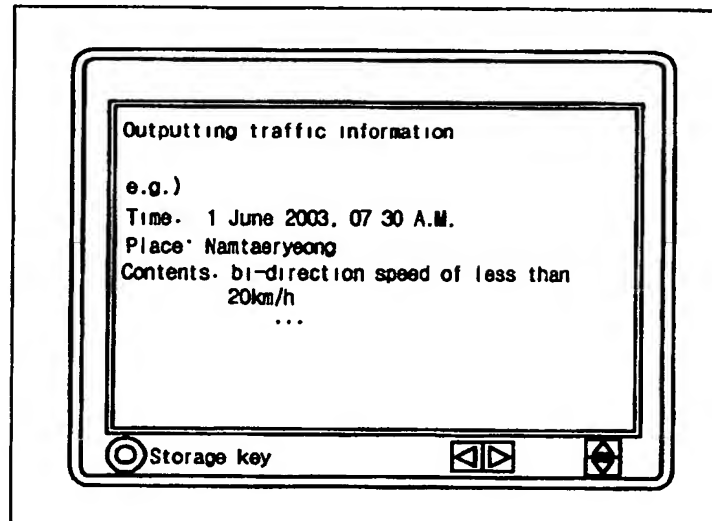 Outputting traffic information
e.g.)
Time. 1 June 2003, 07 30 A.M.
Place· Namtaeryeong
Contents. bi-direction speed of less than
20km/h
...
Storage key